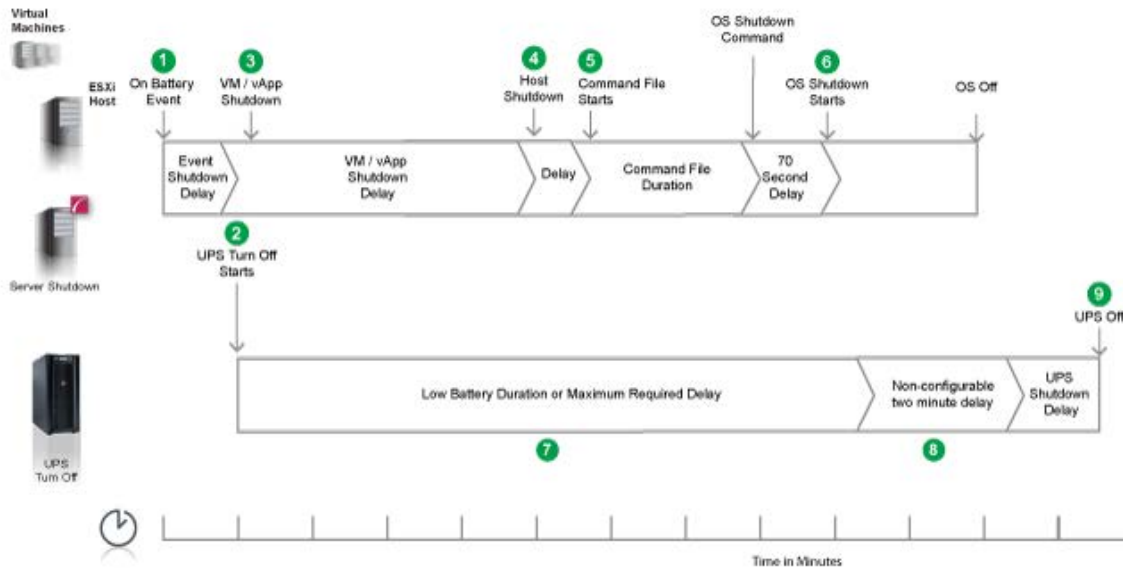 Virtual
Machines
ESXi
Host
1
On Battery
Event
3
VM / vApp
Shutdown
4
Host
Shutdown
5
Command File
Starts
OS Shutdown
Command
6
OS Shutdown
Starts
OS Off
Event
Shutdown
Delay
VM / vApp
Shutdown
Delay
Delay
Command File
Duration
70
Second
Delay
Server Shutdown
2
UPS Turn Off
Starts
9
UPS Off
Low Battery Duration or Maximum Required Delay
Non-configurable
two minute delay
UPS
Shutdown
Delay
7
8
UPS
Turn Off
Time in Minutes